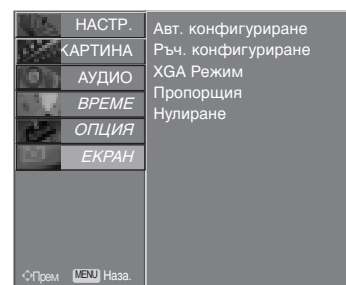 НАСТР.
КАРТИНА
АУДИО
ВРЕМЕ
ОПЦИЯ
ЕКРАН
Авт. конфигуриране
Ръч. конфигуриране
XGA Режим
Пропорция
Нулиране
Прем MENU Наза.